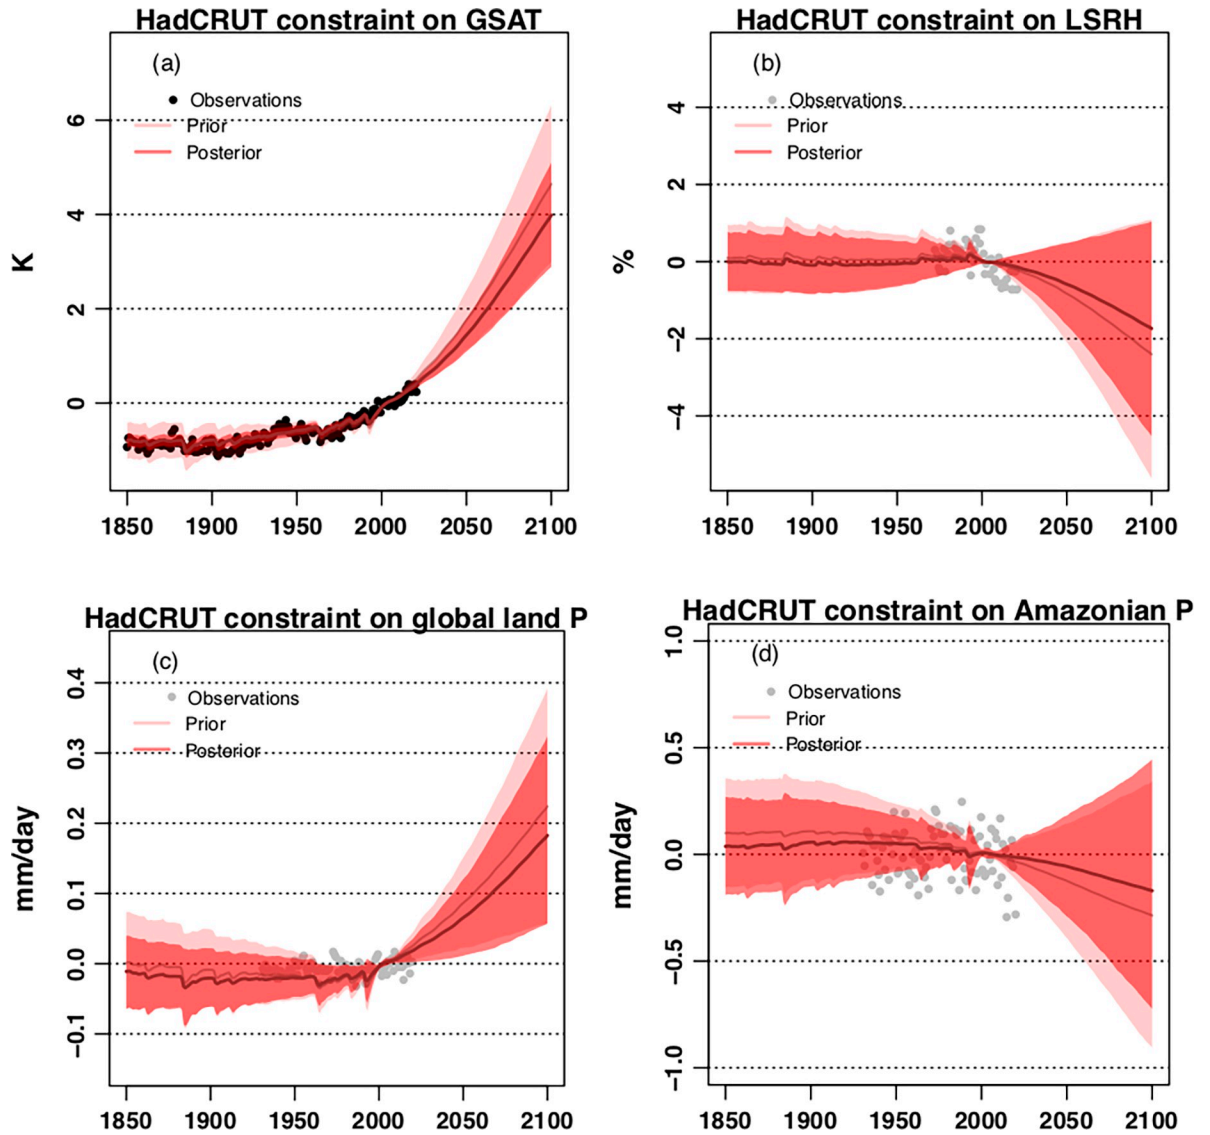 HadCRUT constraint on GSAT
(a)
Observations
Prior
Posterior
K
6
4
2
0
1850 1900 1950 2000 2050 2100
HadCRUT constraint on LSRH
(b)
Observations
Prior
Posterior
%
4
2
0
−2
−4
1850 1900 1950 2000 2050 2100
HadCRUT constraint on global land P
(c)
Observations
Prior
Posterior
mm/day
0.4
0.3
0.2
0.1
0.0
−0.1
1850 1900 1950 2000 2050 2100
HadCRUT constraint on Amazonian P
(d)
Observations
Prior
Posterior
mm/day
1.0
0.5
0.0
−0.5
−1.0
1850 1900 1950 2000 2050 2100